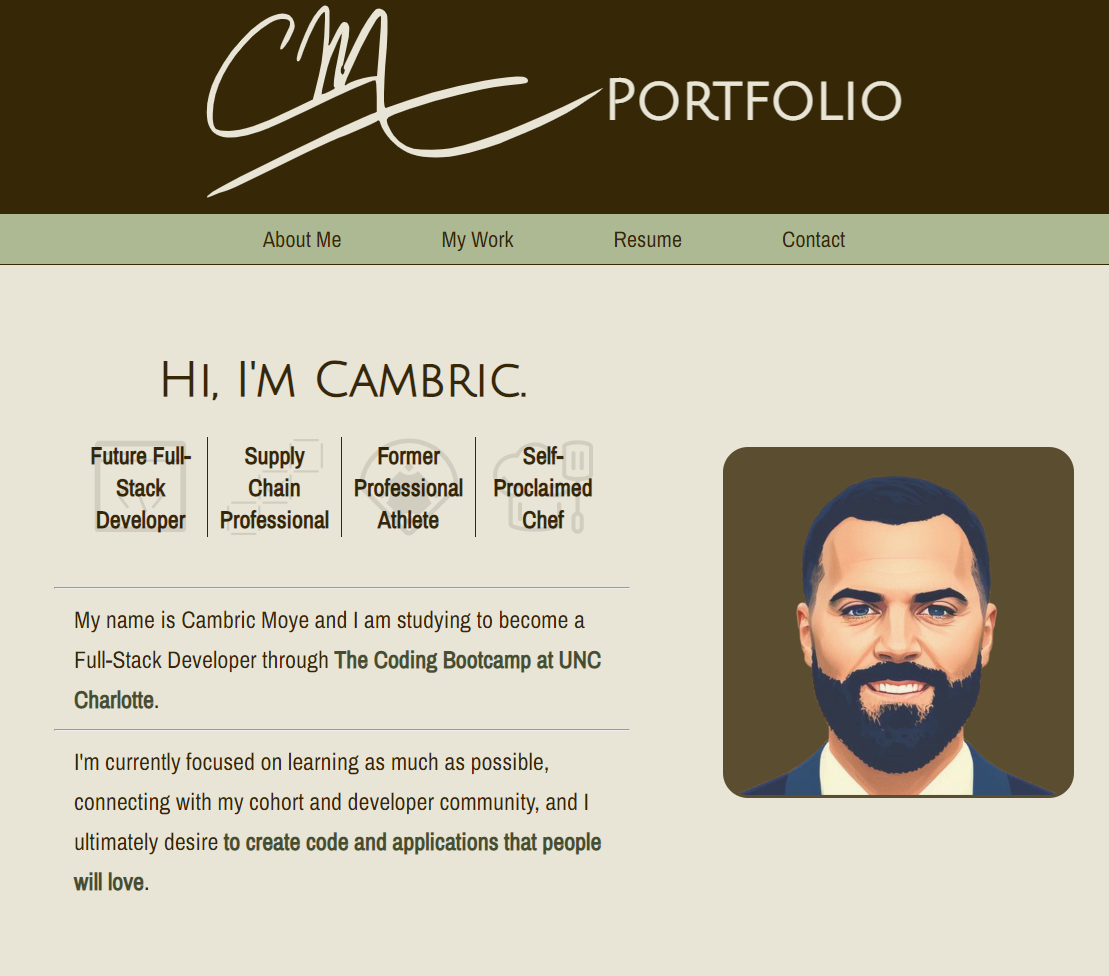 CM PORTFOLIO
About Me My Work Resume Contact
HI, I'M CAMBRIC.
Future Full-
Stack
Developer
Supply
Chain
Professional
Former
Professional
Athlete
Self-
Proclaimed
Chef
My name is Cambric Moye and I am studying to become a
Full-Stack Developer through The Coding Bootcamp at UNC
Charlotte.
I'm currently focused on learning as much as possible,
connecting with my cohort and developer community, and I
ultimately desire to create code and applications that people
will love.